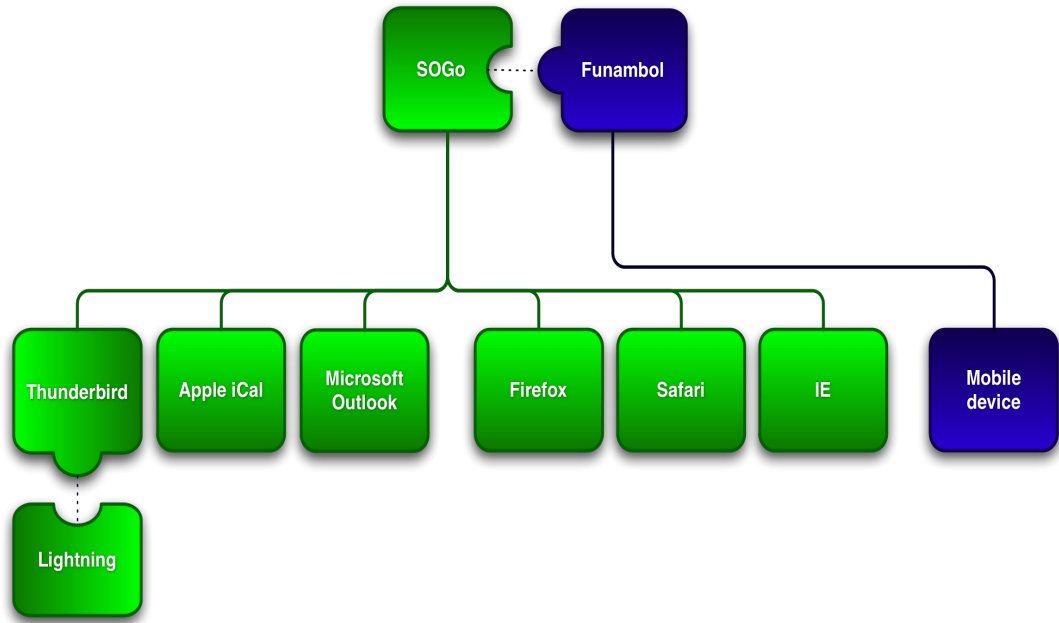 SOGo
Funambol
Thunderbird
Apple iCal
Microsoft
Outlook
Firefox
Safari
IE
Mobile
device
Lightning